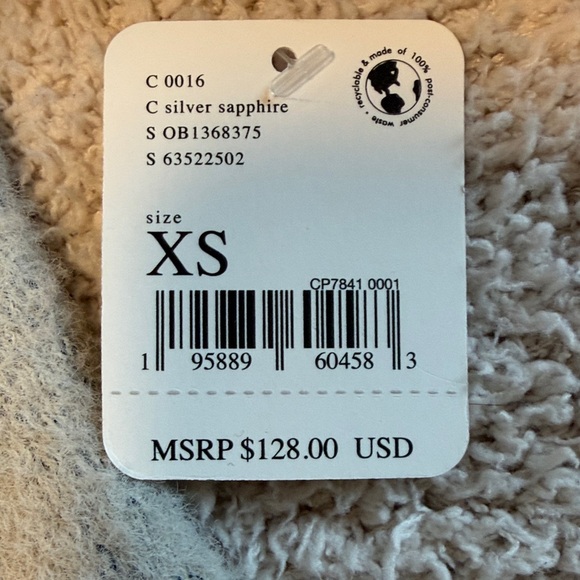 recyclable & made of 100% post-consumer waste •
C 0016
C silver sapphire
S OB1368375
S 63522502
size
XS
CP7841 0001
1 95889 60458 3
MSRP $128.00 USD